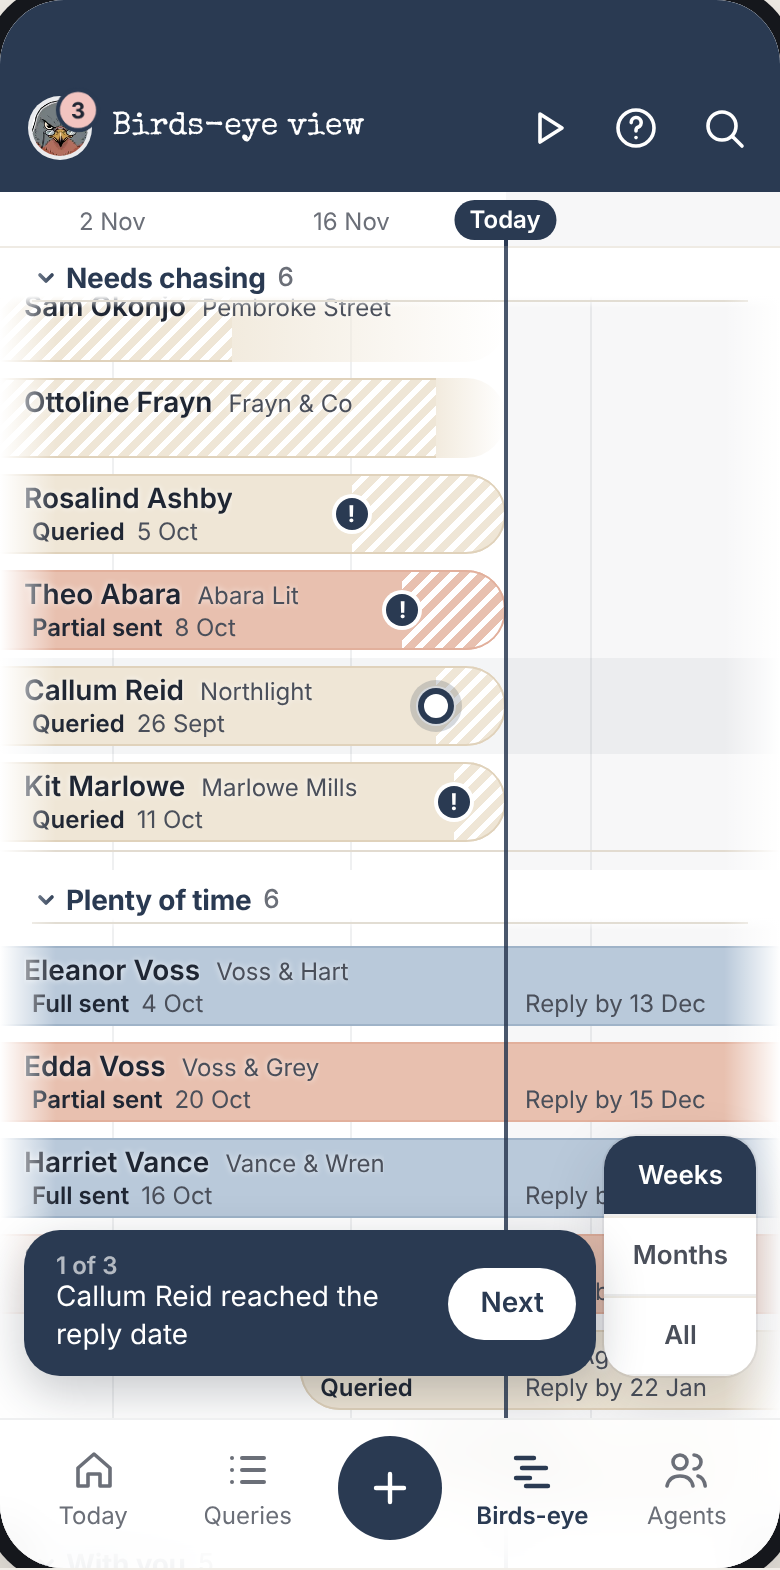 3
Birds-eye view
2 Nov 16 Nov Today
Needs chasing 6
Sam Okonjo Pembroke Street
Ottoline Frayn Frayn & Co
Rosalind Ashby
!
Queried 5 Oct
Theo Abara Abara Lit
!
Partial sent 8 Oct
Callum Reid Northlight
Queried 26 Sept
Kit Marlowe Marlowe Mills
!
Queried 11 Oct
Plenty of time 6
Eleanor Voss Voss & Hart
Full sent 4 Oct Reply by 13 Dec
Edda Voss Voss & Grey
Partial sent 20 Oct Reply by 15 Dec
Harriet Vance Vance & Wren
Full sent 16 Oct Reply
Weeks
Months
All
1 of 3
Callum Reid reached the
reply date
Next
Queried Reply by 22 Jan
Today Queries + Birds-eye Agents
With you 5